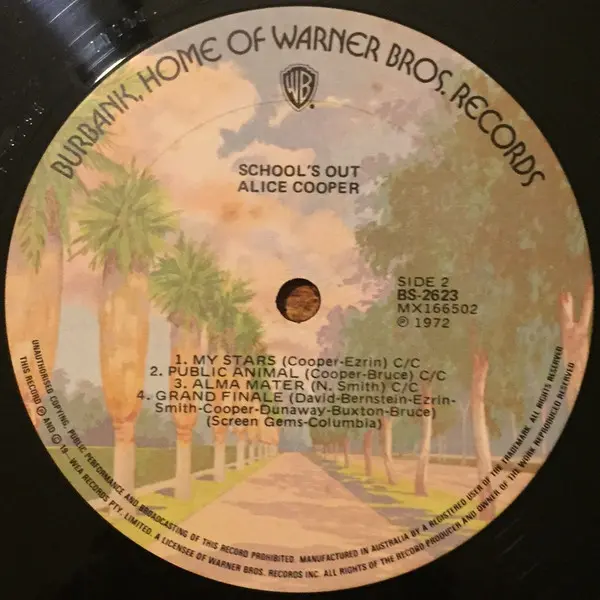 BURBANK, HOME OF WARNER BROS. RECORDS
WB
SCHOOL'S OUT
ALICE COOPER
SIDE 2
BS-2623
MX166502
℗ 1972
1. MY STARS (Cooper-Ezrin) C/C
2. PUBLIC ANIMAL (Cooper-Bruce) C/C
3. ALMA MATER (N. Smith) C/C
4. GRAND FINALE (David-Bernstein-Ezrin-
Smith-Cooper-Dunaway-Buxton-Bruce)
(Screen Gems-Columbia)
UNAUTHORISED COPYING, PUBLIC PERFORMANCE AND BROADCASTING OF THIS RECORD PROHIBITED. MANUFACTURED IN AUSTRALIA BY A REGISTERED USER OF THE TRADEMARK. ALL RIGHTS RESERVED.
THIS RECORD ℗ AND © 19— WEA RECORDS PTY. LIMITED, A LICENSEE OF WARNER BROS. RECORDS INC. ALL RIGHTS OF THE RECORD PRODUCER AND OWNER OF THE WORK REPRODUCED RESERVED